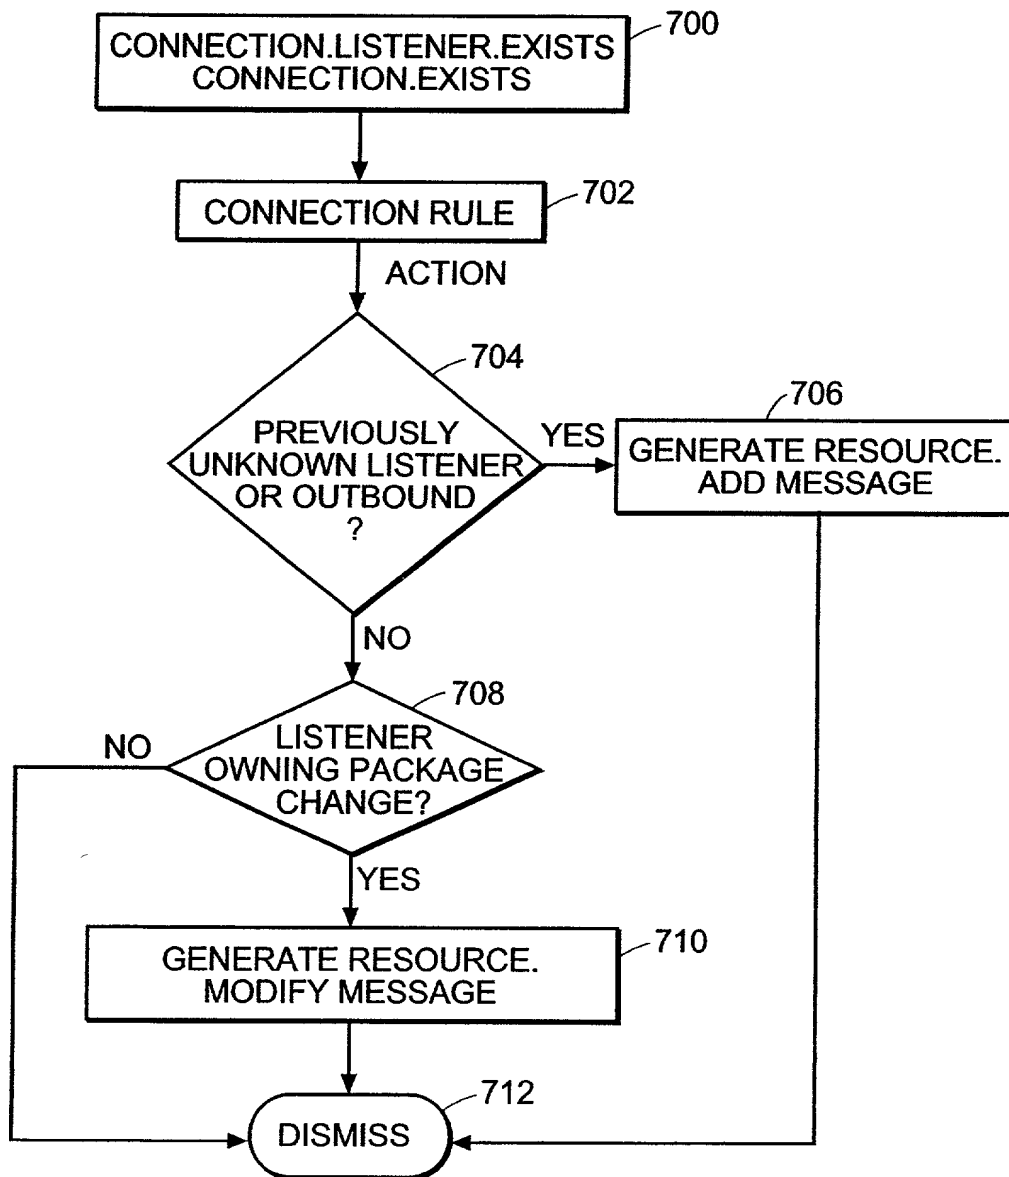 CONNECTION.LISTENER.EXISTS
CONNECTION.EXISTS
700
CONNECTION RULE
702
ACTION
704
PREVIOUSLY
UNKNOWN LISTENER
OR OUTBOUND
?
YES
706
GENERATE RESOURCE.
ADD MESSAGE
NO
708
LISTENER
OWNING PACKAGE
CHANGE?
NO
YES
710
GENERATE RESOURCE.
MODIFY MESSAGE
712
DISMISS